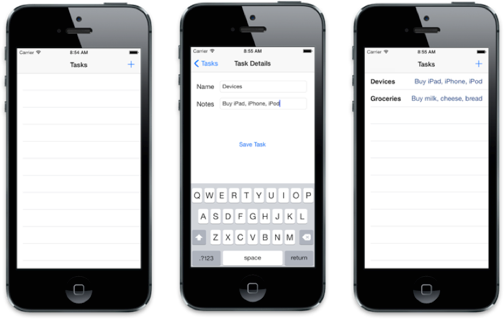 Carrier 8:54 AM
Tasks +
Carrier 8:55 AM
Tasks Task Details
Name Devices
Notes Buy iPad, iPhone, iPod
Save Task
Q W E R T Y U I O P
A S D F G H J K L
Z X C V B N M
.?123 space return
Carrier 8:55 AM
Tasks +
Devices Buy iPad, iPhone, iPod
Groceries Buy milk, cheese, bread